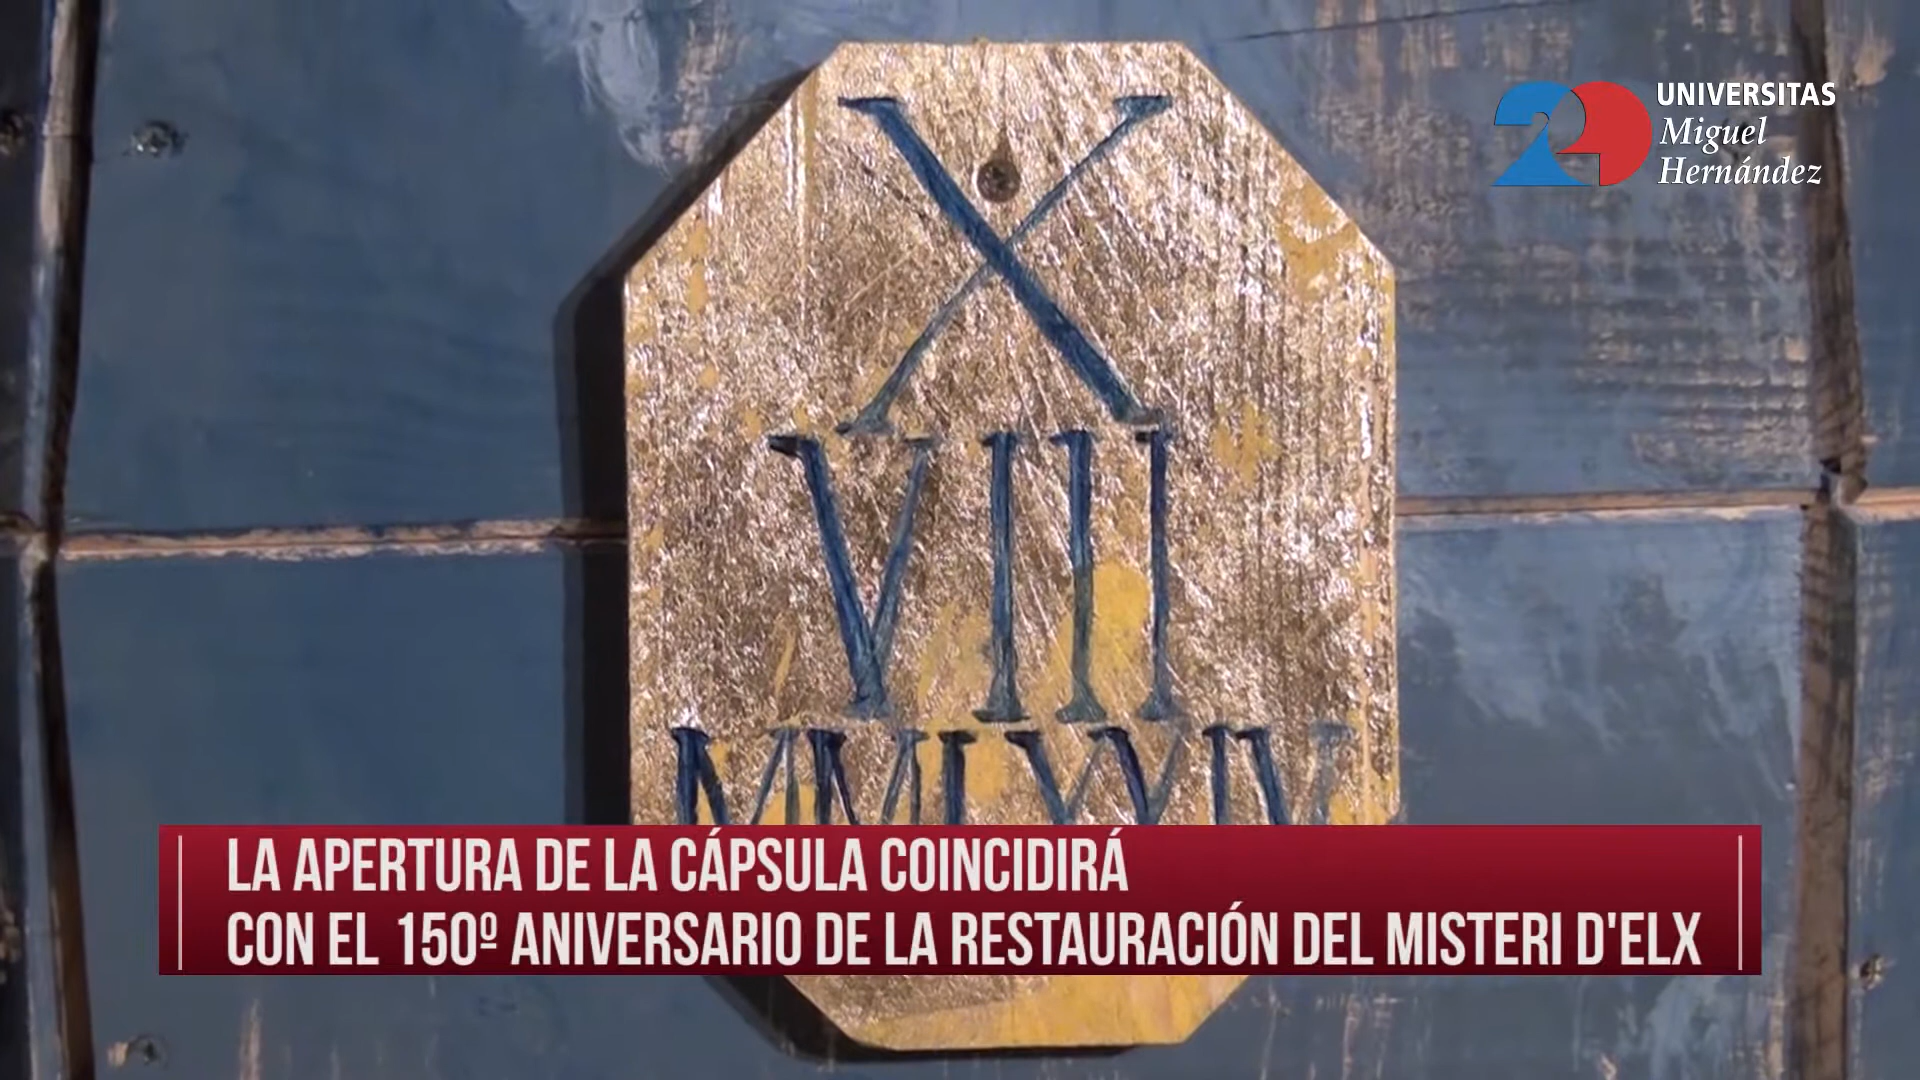 UNIVERSITAS
Miguel
Hernández
X
VIII
MMLXXIV
LA APERTURA DE LA CÁPSULA COINCIDIRÁ
CON EL 150º ANIVERSARIO DE LA RESTAURACIÓN DEL MISTERI D'ELX